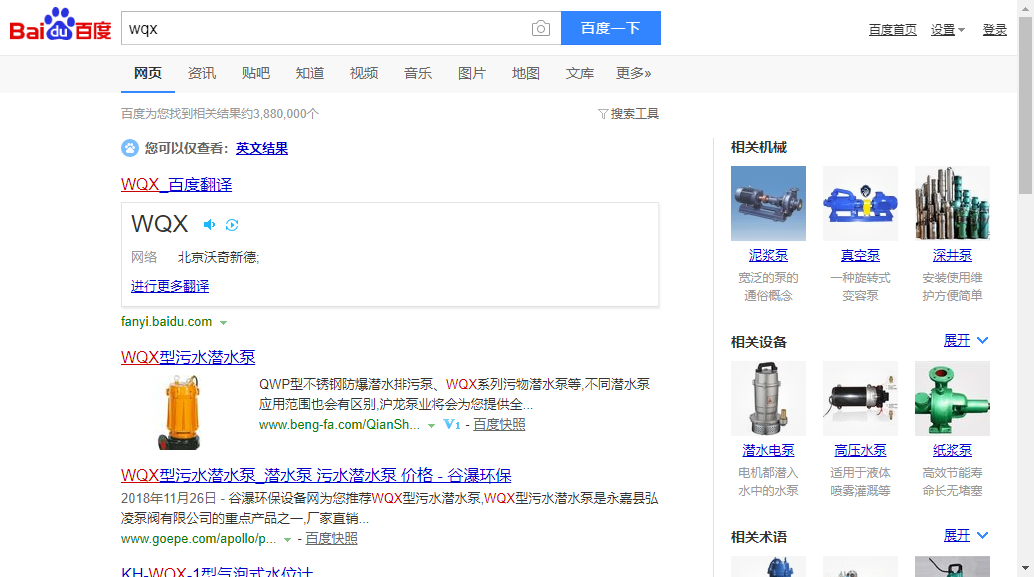 Bai du 百度
wqx
百度一下
百度首页 设置 登录
网页 资讯 贴吧 知道 视频 音乐 图片 地图 文库 更多»
百度为您找到相关结果约3,880,000个
搜索工具
您可以仅查看：英文结果
WQX_百度翻译
WQX
网络 北京沃奇新德;
进行更多翻译
fanyi.baidu.com
WQX型污水潜水泵
QWP型不锈钢防爆潜水排污泵、WQX系列污物潜水泵等,不同潜水泵
应用范围也会有区别,沪龙泵业将会为您提供全...
www.beng-fa.com/QianSh... V1 - 百度快照
WQX型污水潜水泵_潜水泵 污水潜水泵 价格 - 谷瀑环保
2018年11月26日 - 谷瀑环保设备网为您推荐WQX型污水潜水泵,WQX型污水潜水泵是永嘉县弘
凌泵阀有限公司的重点产品之一,厂家直销...
www.goepe.com/apollo/p... - 百度快照
KH-WQX-1型气泡式水位计
相关机械
泥浆泵 真空泵 深井泵
宽泛的泵的 一种旋转式 安装使用维
通俗概念 变容泵 护方便简单
相关设备 展开
潜水电泵 高压水泵 纸浆泵
电机都潜入 适用于液体 高效节能寿
水中的水泵 喷雾灌溉等 命长无堵塞
相关术语 展开